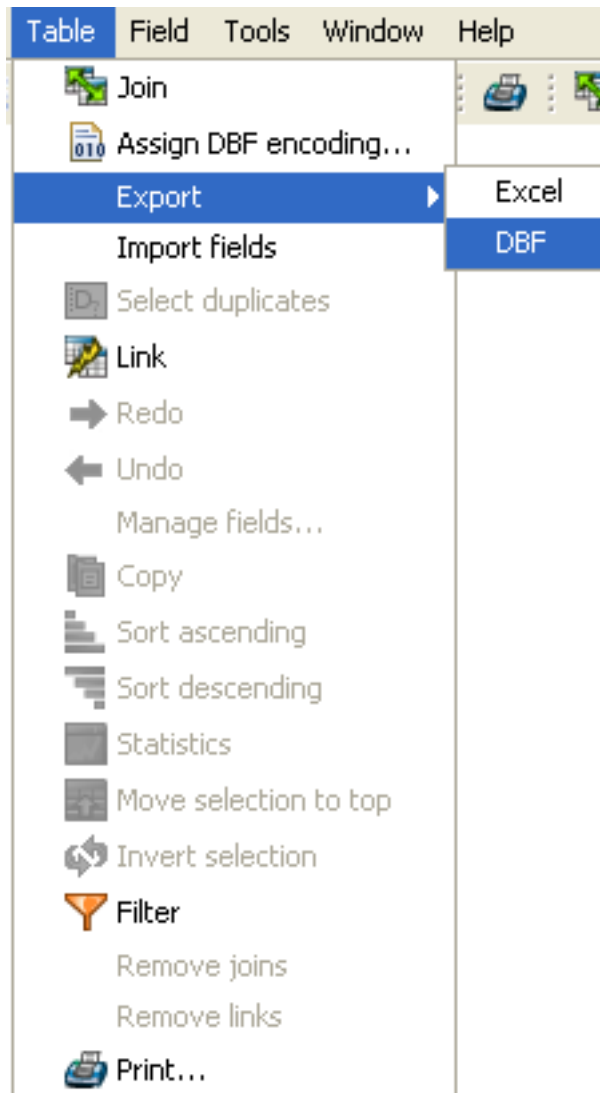 Table Field Tools Window Help
Join
Assign DBF encoding...
Export
Excel
DBF
Import fields
Select duplicates
Link
Redo
Undo
Manage fields...
Copy
Sort ascending
Sort descending
Statistics
Move selection to top
Invert selection
Filter
Remove joins
Remove links
Print...